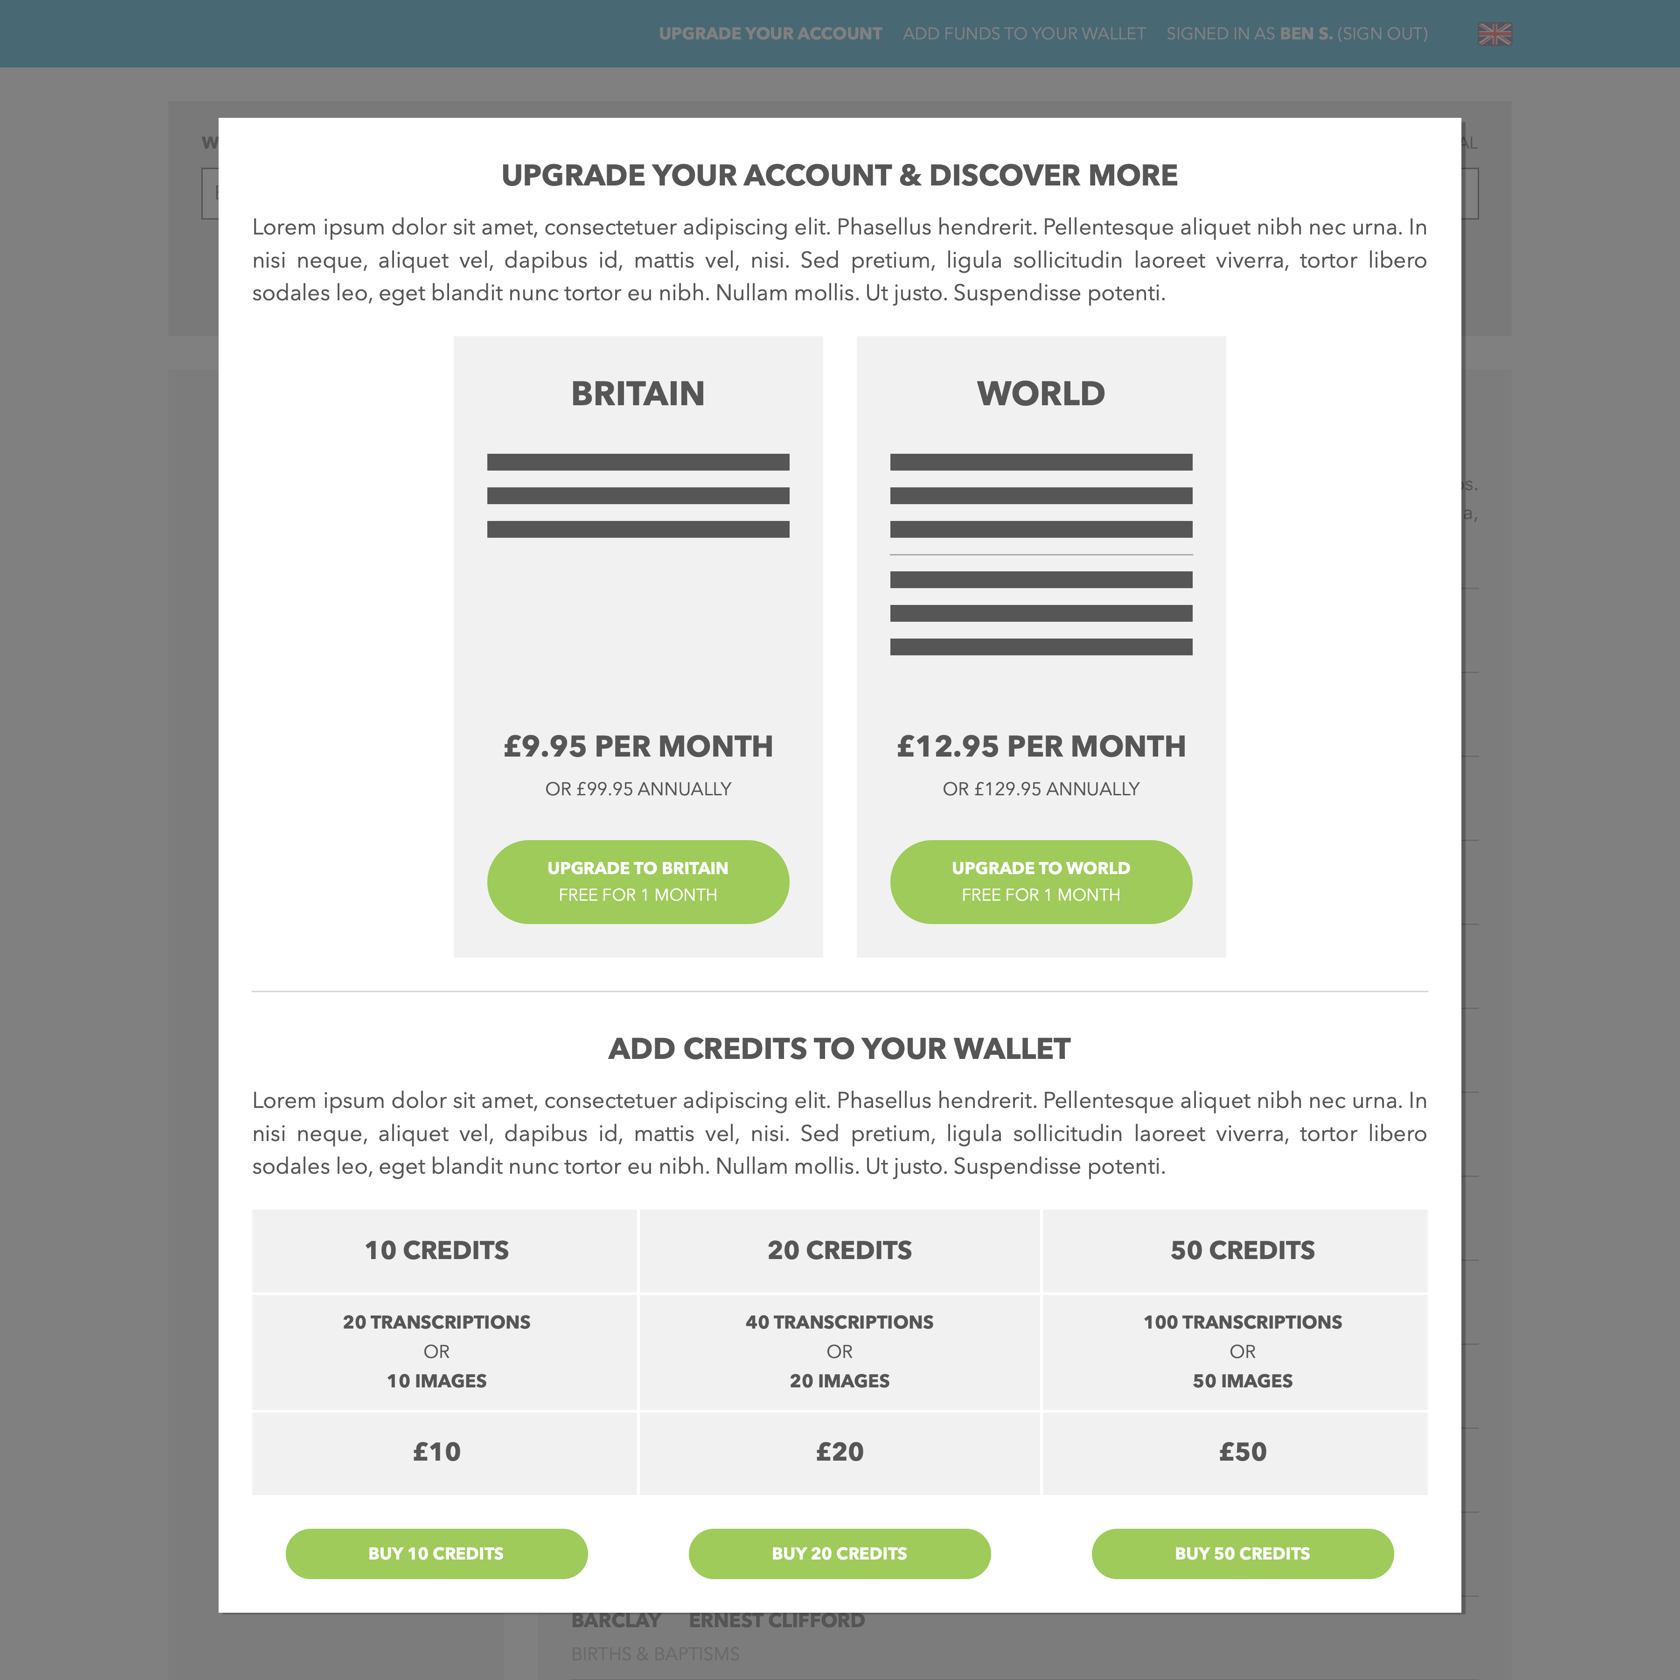 UPGRADE YOUR ACCOUNT ADD FUNDS TO YOUR WALLET SIGNED IN AS BEN S. (SIGN OUT)
UPGRADE YOUR ACCOUNT & DISCOVER MORE
Lorem ipsum dolor sit amet, consectetuer adipiscing elit. Phasellus hendrerit. Pellentesque aliquet nibh nec urna. In
nisi neque, aliquet vel, dapibus id, mattis vel, nisi. Sed pretium, ligula sollicitudin laoreet viverra, tortor libero
sodales leo, eget blandit nunc tortor eu nibh. Nullam mollis. Ut justo. Suspendisse potenti.
BRITAIN
£9.95 PER MONTH
OR £99.95 ANNUALLY
UPGRADE TO BRITAIN
FREE FOR 1 MONTH
WORLD
£12.95 PER MONTH
OR £129.95 ANNUALLY
UPGRADE TO WORLD
FREE FOR 1 MONTH
ADD CREDITS TO YOUR WALLET
Lorem ipsum dolor sit amet, consectetuer adipiscing elit. Phasellus hendrerit. Pellentesque aliquet nibh nec urna. In
nisi neque, aliquet vel, dapibus id, mattis vel, nisi. Sed pretium, ligula sollicitudin laoreet viverra, tortor libero
sodales leo, eget blandit nunc tortor eu nibh. Nullam mollis. Ut justo. Suspendisse potenti.
10 CREDITS
20 TRANSCRIPTIONS
OR
10 IMAGES
£10
BUY 10 CREDITS
20 CREDITS
40 TRANSCRIPTIONS
OR
20 IMAGES
£20
BUY 20 CREDITS
50 CREDITS
100 TRANSCRIPTIONS
OR
50 IMAGES
£50
BUY 50 CREDITS
BARCLAY ERNEST CLIFFORD
BIRTHS & BAPTISMS